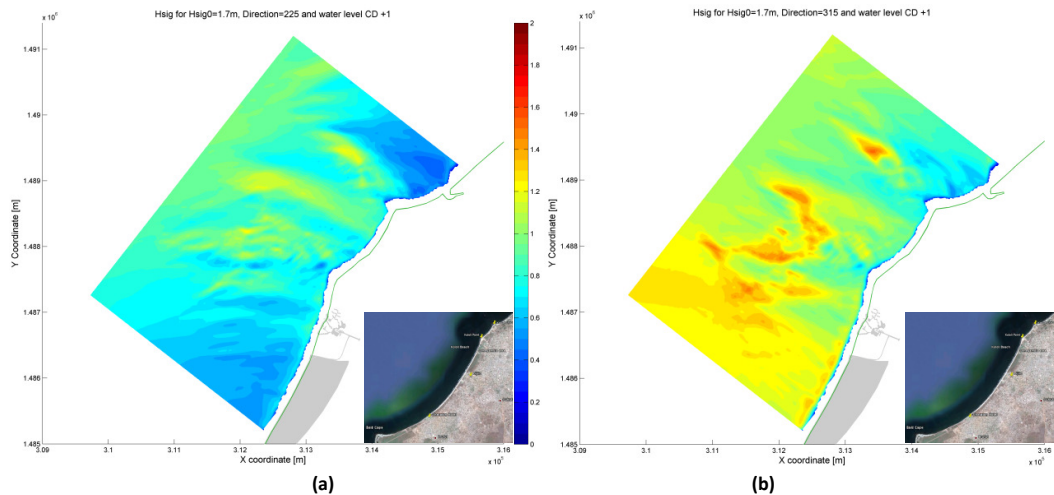 Hsig for Hsig0=1.7m, Direction=225 and water level CD +1
x 10⁶
1.491
1.49
1.489
1.488
1.487
1.486
1.485
Y Coordinate [m]
3.09
3.1
3.11
3.12
3.13
3.14
3.15
3.16
x 10⁵
X coordinate [m]
2
1.8
1.6
1.4
1.2
1
0.8
0.6
0.4
0.2
0
(a)
Hsig for Hsig0=1.7m, Direction=315 and water level CD +1
x 10⁶
1.491
1.49
1.489
1.488
1.487
1.486
1.485
Y Coordinate [m]
3.09
3.1
3.11
3.12
3.13
3.14
3.15
3.16
x 10⁵
X coordinate [m]
Bald Cape
Bald Cape
(b)